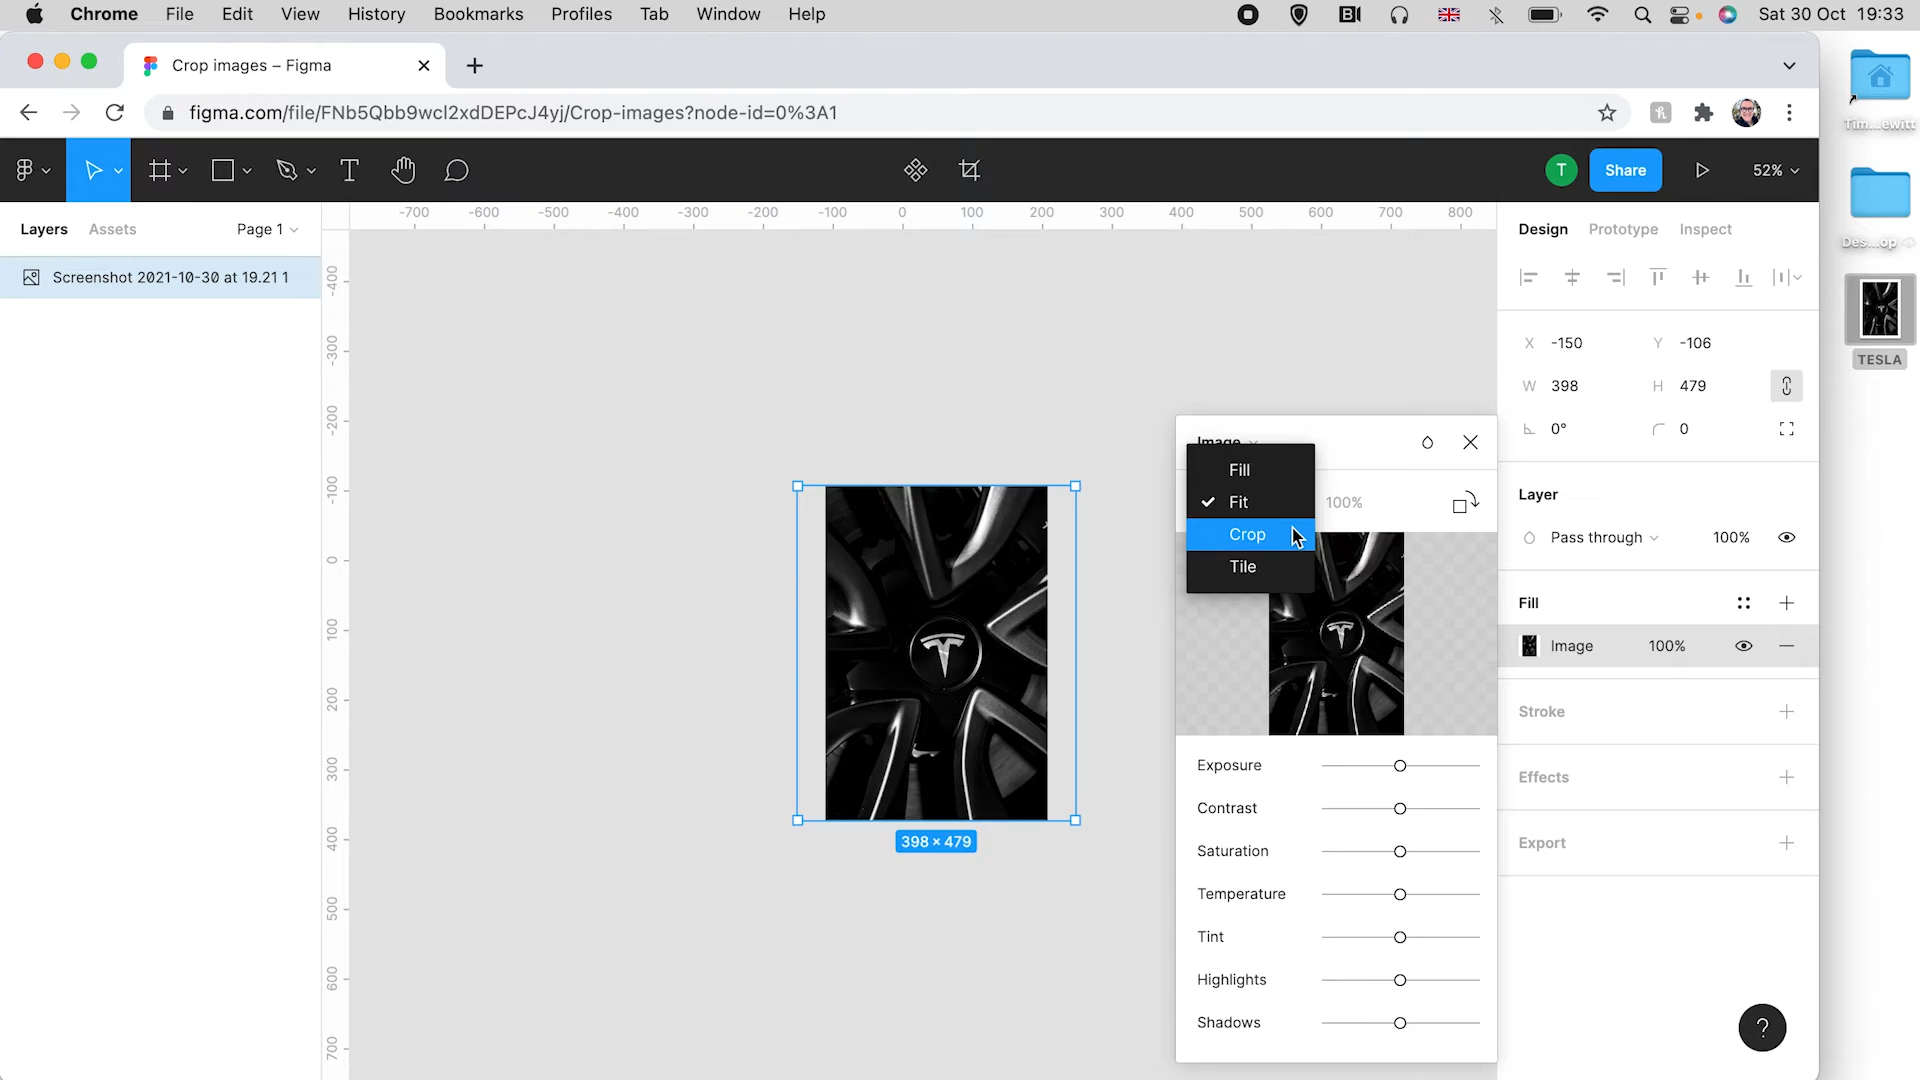 Chrome File Edit View History Bookmarks Profiles Tab Window Help Sat 30 Oct 19:33
Crop images – Figma
figma.com/file/FNb5Qbb9wcl2xdDEPcJ4yj/Crop-images?node-id=0%3A1
Tim...ewitt
T Share 52%
Des...op
TESLA
Layers Assets Page 1
Screenshot 2021-10-30 at 19.21 1
-700 -600 -500 -400 -300 -200 -100 0 100 200 300 400 500 600 700 800
-400
-300
-200
-100
0
100
200
300
400
500
600
700
398 × 479
Image
Fill
Fit
Crop
Tile
100%
Exposure
Contrast
Saturation
Temperature
Tint
Highlights
Shadows
Design Prototype Inspect
X -150 Y -106
W 398 H 479
0° 0
Layer
Pass through 100%
Fill
Image 100%
Stroke
Effects
Export
?